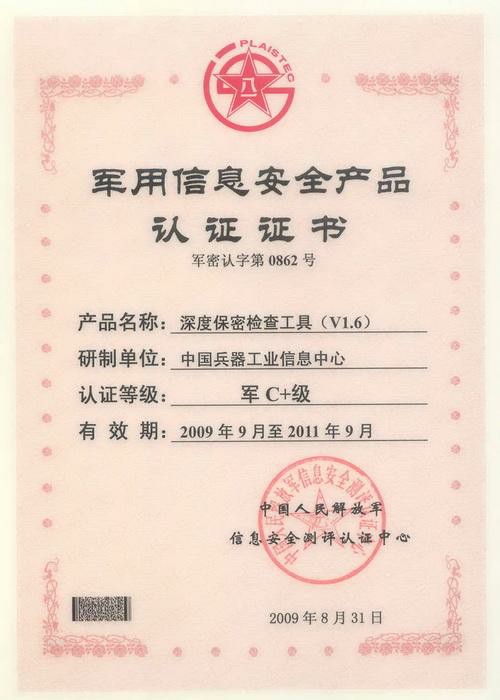 PLAISTEC
八一
军用信息安全产品
认证证书
军密认字第 0862 号
产品名称： 深度保密检查工具（V1.6）
研制单位： 中国兵器工业信息中心
认证等级： 军 C+级
有 效 期： 2009 年 9 月至 2011 年 9 月
中国人民解放军信息安全测评认证中心
中国人民解放军
信息安全测评认证中心
2009 年 8 月 31 日